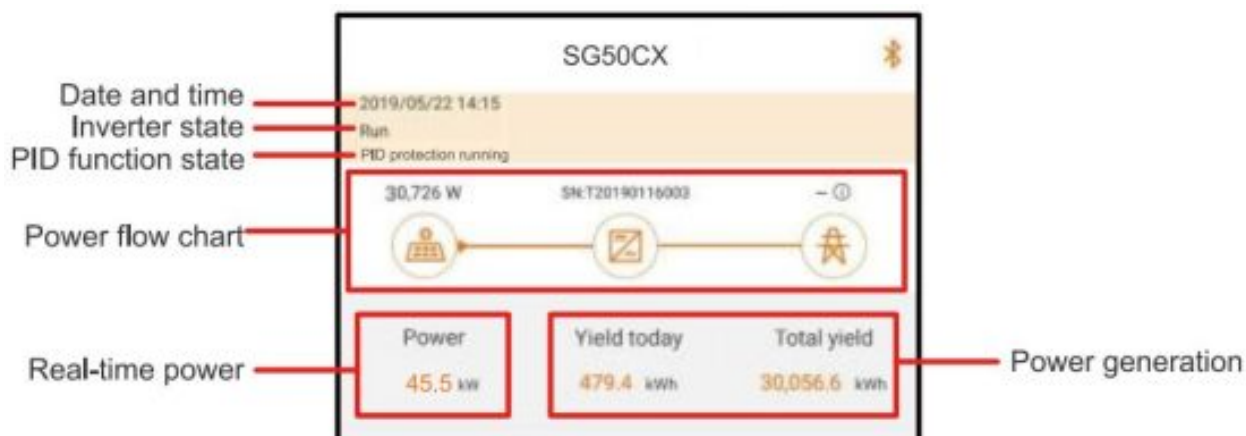 SG50CX
Date and time
2019/05/22 14:15
Inverter state
Run
PID function state
PID protection running
30,726 W
SN:T20190116003
– ⓘ
Power flow chart
Power
Yield today
Total yield
Real-time power
45.5 kW
479.4 kWh
30,056.6 kWh
Power generation